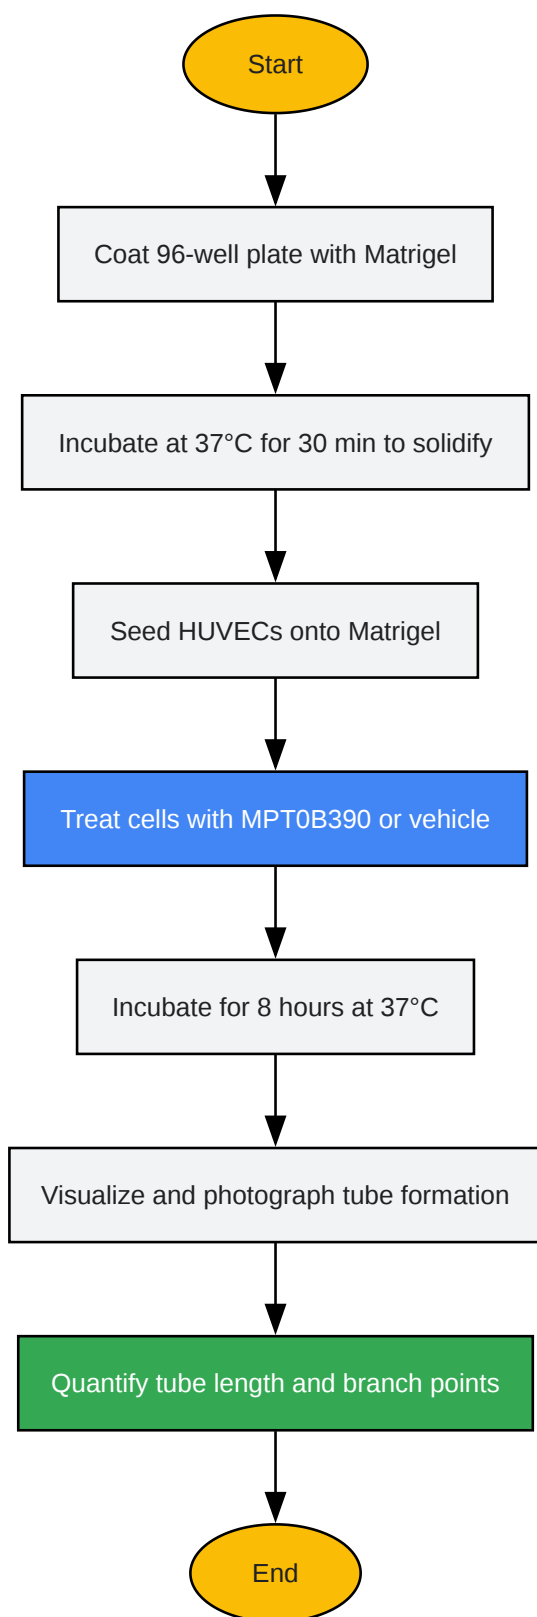 Start
Coat 96-well plate with Matrigel
Incubate at 37°C for 30 min to solidify
Seed HUVECs onto Matrigel
Treat cells with MPT0B390 or vehicle
Incubate for 8 hours at 37°C
Visualize and photograph tube formation
Quantify tube length and branch points
End